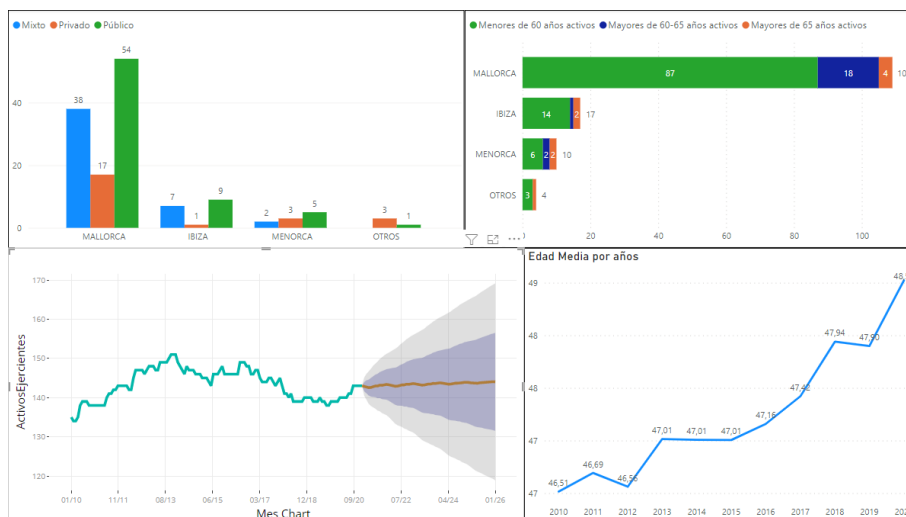 Mixto Privado Público
54
38
17
7
1
9
2
3
5
3
1
40
20
0
MALLORCA IBIZA MENORCA OTROS
Menores de 60 años activos Mayores de 60-65 años activos Mayores de 65 años activos
MALLORCA 87 18 4
IBIZA 14 2 17
MENORCA 6 2 2 10
OTROS 3 4
20 40 60 80 100
170
160
150
140
130
120
ActivosEjercientes
01/10 11/11 08/13 06/15 03/17 12/18 09/20 07/22 04/24 01/26
Mes Chart
Edad Media por años
49
48
48
47
47
46,51
46,69
46,56
47,01
47,01
47,01
47,16
47,42
47,94
47,90
2010 2011 2012 2013 2014 2015 2016 2017 2018 2019